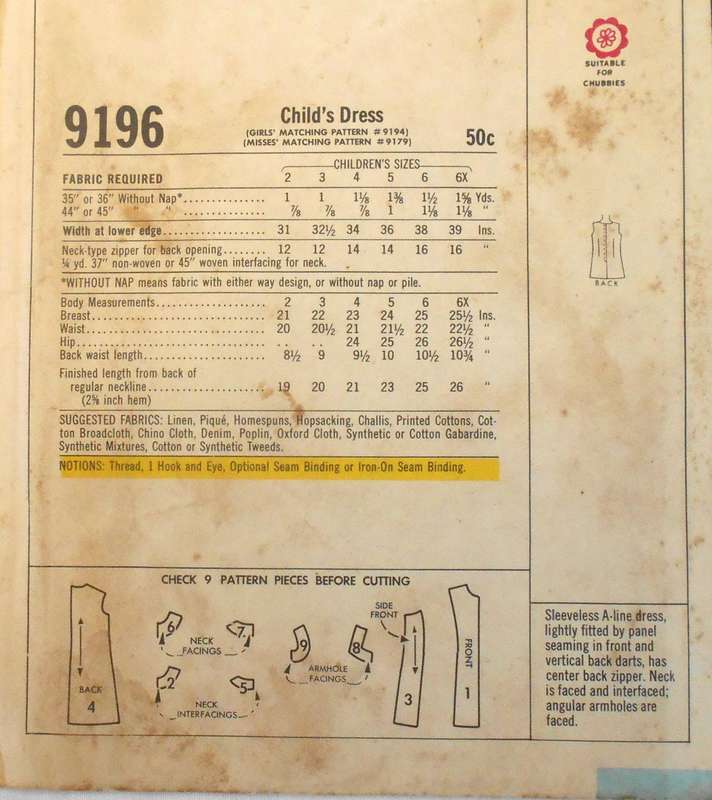 SUITABLE
FOR
CHUBBIES
9196
Child's Dress
(GIRLS' MATCHING PATTERN #9194)
(MISSES' MATCHING PATTERN #9179)
50c
CHILDREN'S SIZES
FABRIC REQUIRED 2 3 4 5 6 6X
35" or 36" Without Nap*.............. 1 1 1⅛ 1⅜ 1½ 1⅝ Yds.
44" or 45" " " .............. ⅞ ⅞ ⅞ 1 1⅛ 1⅛ "
Width at lower edge.................. 31 32½ 34 36 38 39 Ins.
Neck-type zipper for back opening........ 12 12 14 14 16 16 "
¼ yd. 37" non-woven or 45" woven interfacing for neck.
*WITHOUT NAP means fabric with either way design, or without nap or pile.
Body Measurements................... 2 3 4 5 6 6X
Breast............................. 21 22 23 24 25 25½ Ins.
Waist.............................. 20 20½ 21 21½ 22 22½ "
Hip................................ .. .. 24 25 26 26½ "
Back waist length..................... 8½ 9 9½ 10 10½ 10¾ "
Finished length from back of
regular neckline.................... 19 20 21 23 25 26 "
(2⅝ inch hem)
SUGGESTED FABRICS: Linen, Piqué, Homespuns, Hopsacking, Challis, Printed Cottons, Cot-
ton Broadcloth, Chino Cloth, Denim, Poplin, Oxford Cloth, Synthetic or Cotton Gabardine,
Synthetic Mixtures, Cotton or Synthetic Tweeds.
NOTIONS: Thread, 1 Hook and Eye, Optional Seam Binding or Iron-On Seam Binding.
BACK
CHECK 9 PATTERN PIECES BEFORE CUTTING
BACK
4
6
7
NECK
FACINGS
2
5
NECK
INTERFACINGS
9
8
ARMHOLE
FACINGS
SIDE
FRONT
3
FRONT
1
Sleeveless A-line dress,
lightly fitted by panel
seaming in front and
vertical back darts, has
center back zipper. Neck
is faced and interfaced;
angular armholes are
faced.